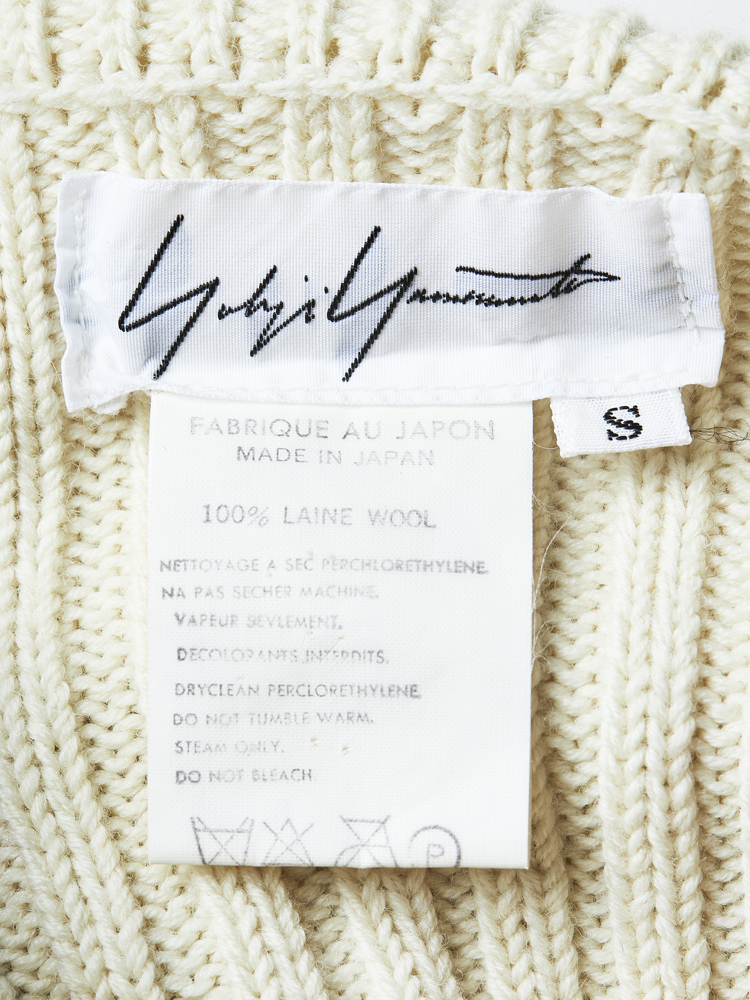 Yohji Yamamoto
S
FABRIQUE AU JAPON
MADE IN JAPAN
100% LAINE WOOL
NETTOYAGE A SEC PERCHLORETHYLENE.
NA PAS SECHER MACHINE.
VAPEUR SEVLEMENT.
DECOLORANTS INTERDITS.
DRYCLEAN PERCLORETHYLENE
DO NOT TUMBLE WARM.
STEAM ONLY.
DO NOT BLEACH
P